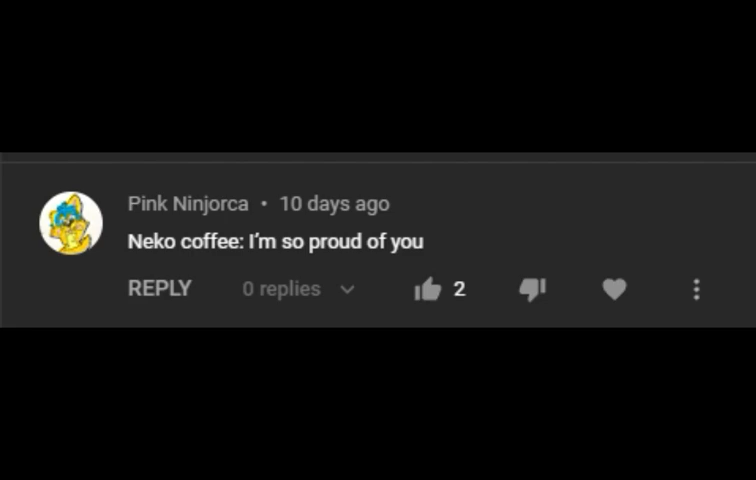 Pink Ninjorca • 10 days ago
Neko coffee: I'm so proud of you
REPLY 0 replies 2